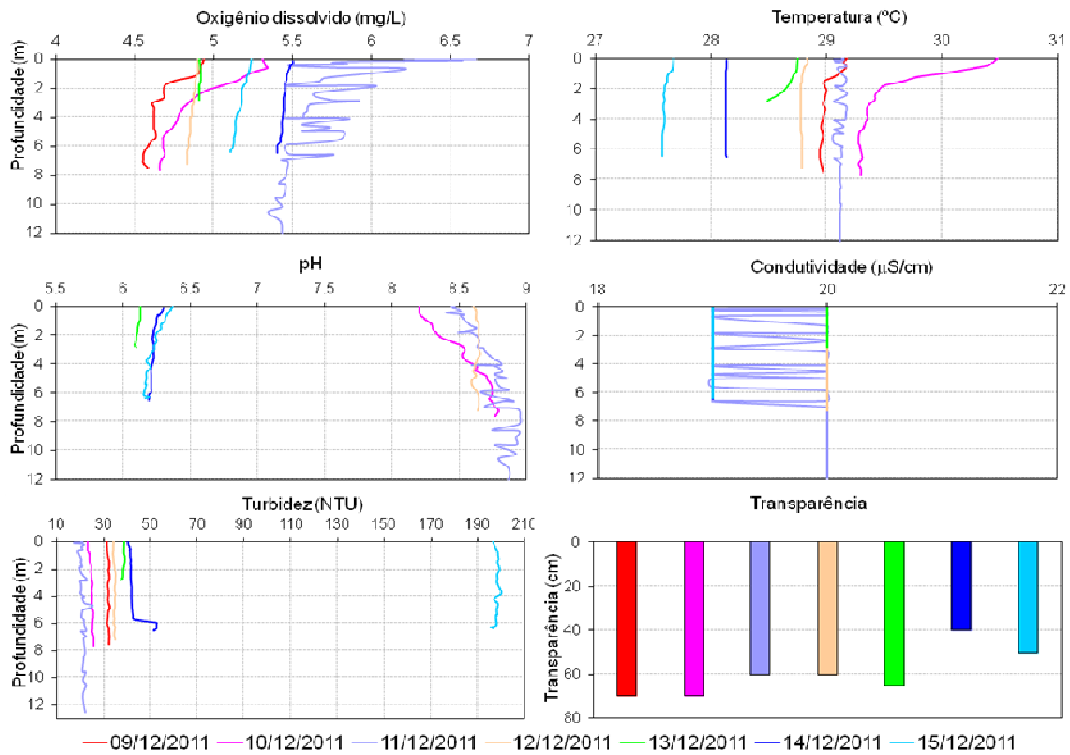 Oxigênio dissolvido (mg/L)
4 4.5 5 5.5 6 6.5 7
Profundidade (m)
0
2
4
6
8
10
12
Temperatura (ºC)
27 28 29 30 31
0
2
4
6
8
10
12
pH
5.5 6 6.5 7 7.5 8 8.5 9
Profundidade (m)
0
2
4
6
8
10
12
Condutividade (µS/cm)
18 20 22
0
2
4
6
8
10
12
Turbidez (NTU)
10 30 50 70 90 110 130 150 170 190 210
Profundidade (m)
0
2
4
6
8
10
12
Transparência
Transparência (cm)
0
20
40
60
80
09/12/2011 10/12/2011 11/12/2011 12/12/2011 13/12/2011 14/12/2011 15/12/2011